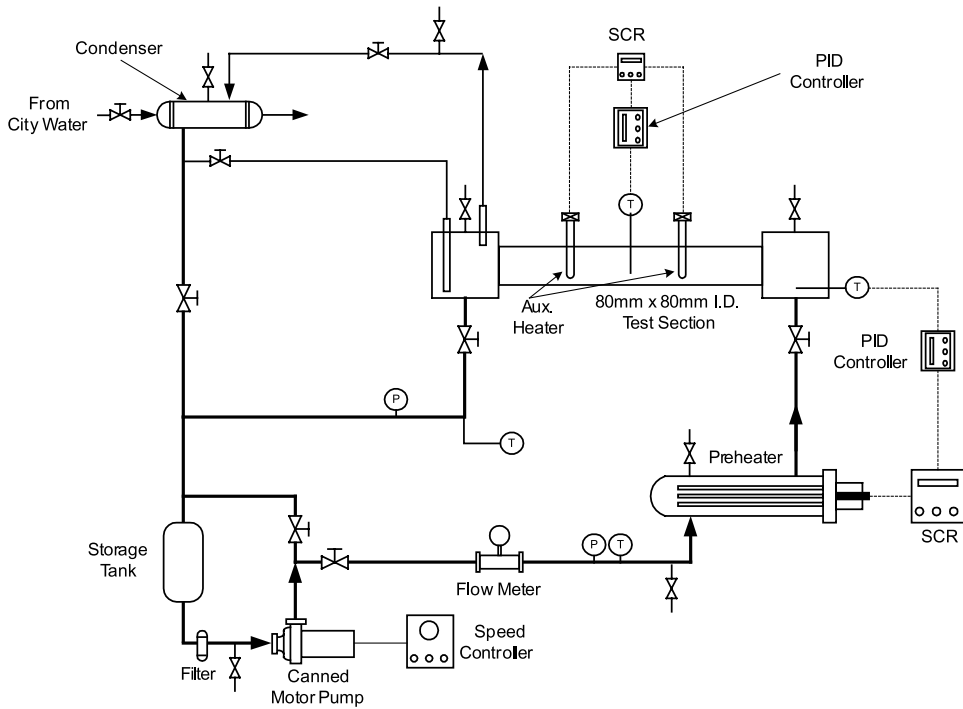 Condenser
From
City Water
SCR
PID
Controller
T
Aux.
Heater
80mm x 80mm I.D.
Test Section
T
PID
Controller
P
T
Preheater
SCR
Storage
Tank
P
T
Flow Meter
Filter
Canned
Motor Pump
Speed
Controller